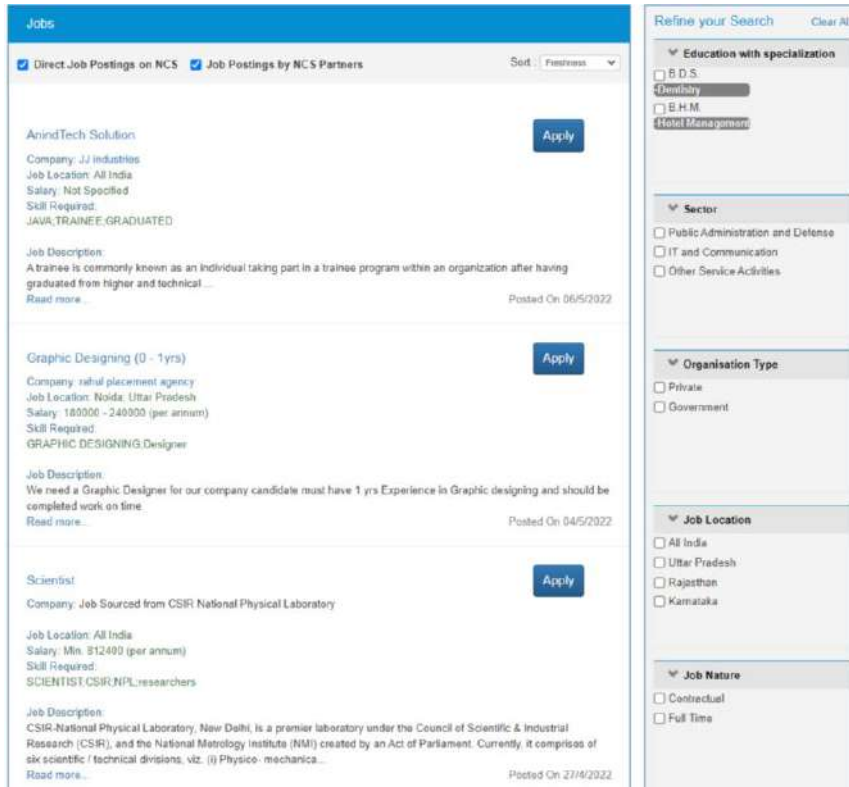 Jobs
Direct Job Postings on NCS Job Postings by NCS Partners Sort : Freshness
AnindTech Solution Apply
Company: JJ industries
Job Location: All India
Salary: Not Specified
Skill Required:
JAVA;TRAINEE;GRADUATED
Job Description:
A trainee is commonly known as an individual taking part in a trainee program within an organization after having
graduated from higher and technical ...
Read more... Posted On 06/5/2022
Graphic Designing (0 - 1yrs) Apply
Company: rahul placement agency
Job Location: Noida: Uttar Pradesh
Salary: 180000 - 240000 (per annum)
Skill Required:
GRAPHIC DESIGNING;Designer
Job Description:
We need a Graphic Designer for our company candidate must have 1 yrs Experience in Graphic designing and should be
completed work on time
Read more... Posted On 04/5/2022
Scientist Apply
Company: Job Sourced from CSIR National Physical Laboratory
Job Location: All India
Salary: Min. 812400 (per annum)
Skill Required:
SCIENTIST;CSIR;NPL;researchers
Job Description:
CSIR-National Physical Laboratory, New Delhi, is a premier laboratory under the Council of Scientific & Industrial
Research (CSIR), and the National Metrology Institute (NMI) created by an Act of Parliament. Currently, it comprises of
six scientific / technical divisions, viz. (i) Physico- mechanica...
Read more... Posted On 27/4/2022
Refine your Search Clear All
Education with specialization
B.D.S.
-Dentistry
B.H.M.
-Hotel Management
Sector
Public Administration and Defense
IT and Communication
Other Service Activities
Organisation Type
Private
Government
Job Location
All India
Uttar Pradesh
Rajasthan
Karnataka
Job Nature
Contractual
Full Time